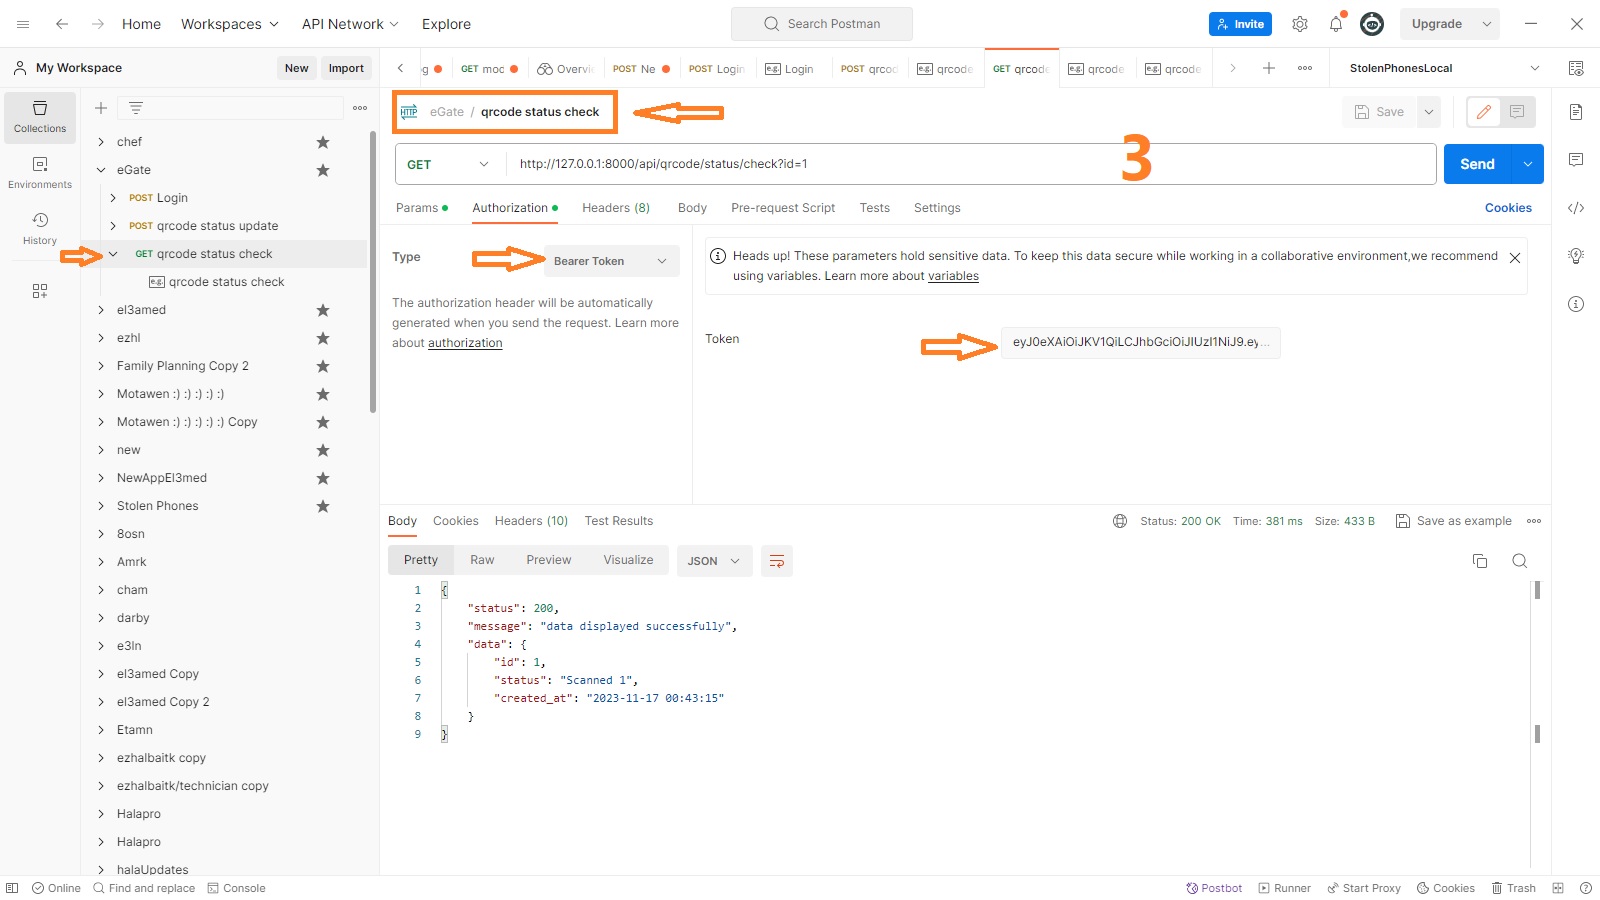 Home Workspaces API Network Explore Search Postman Invite Upgrade
My Workspace New Import
GET moc Overvi POST Ne POST Login e.g. Login POST qrcod e.g. qrcode GET qrcode e.g. qrcode e.g. qrcode StolenPhonesLocal
Collections
Environments
History
chef
eGate
POST Login
POST qrcode status update
GET qrcode status check
e.g. qrcode status check
el3amed
ezhl
Family Planning Copy 2
Motawen :) :) :) :) :)
Motawen :) :) :) :) :) Copy
new
NewAppEl3med
Stolen Phones
8osn
Amrk
cham
darby
e3ln
el3amed Copy
el3amed Copy 2
Etamn
ezhalbaitk copy
ezhalbaitk/technician copy
Halapro
Halapro
halaUpdates
HTTP eGate / qrcode status check Save
3
GET http://127.0.0.1:8000/api/qrcode/status/check?id=1 Send
Params Authorization Headers (8) Body Pre-request Script Tests Settings Cookies
Type Bearer Token
The authorization header will be automatically
generated when you send the request. Learn more
about authorization
Heads up! These parameters hold sensitive data. To keep this data secure while working in a collaborative environment,we recommend
using variables. Learn more about variables
Token eyJ0eXAiOiJKV1QiLCJhbGciOiJIUzI1NiJ9.ey...
Body Cookies Headers (10) Test Results Status: 200 OK Time: 381 ms Size: 433 B Save as example
Pretty Raw Preview Visualize JSON
1 {
2 "status": 200,
3 "message": "data displayed successfully",
4 "data": {
5 "id": 1,
6 "status": "Scanned 1",
7 "created_at": "2023-11-17 00:43:15"
8 }
9 }
Online Find and replace Console Postbot Runner Start Proxy Cookies Trash